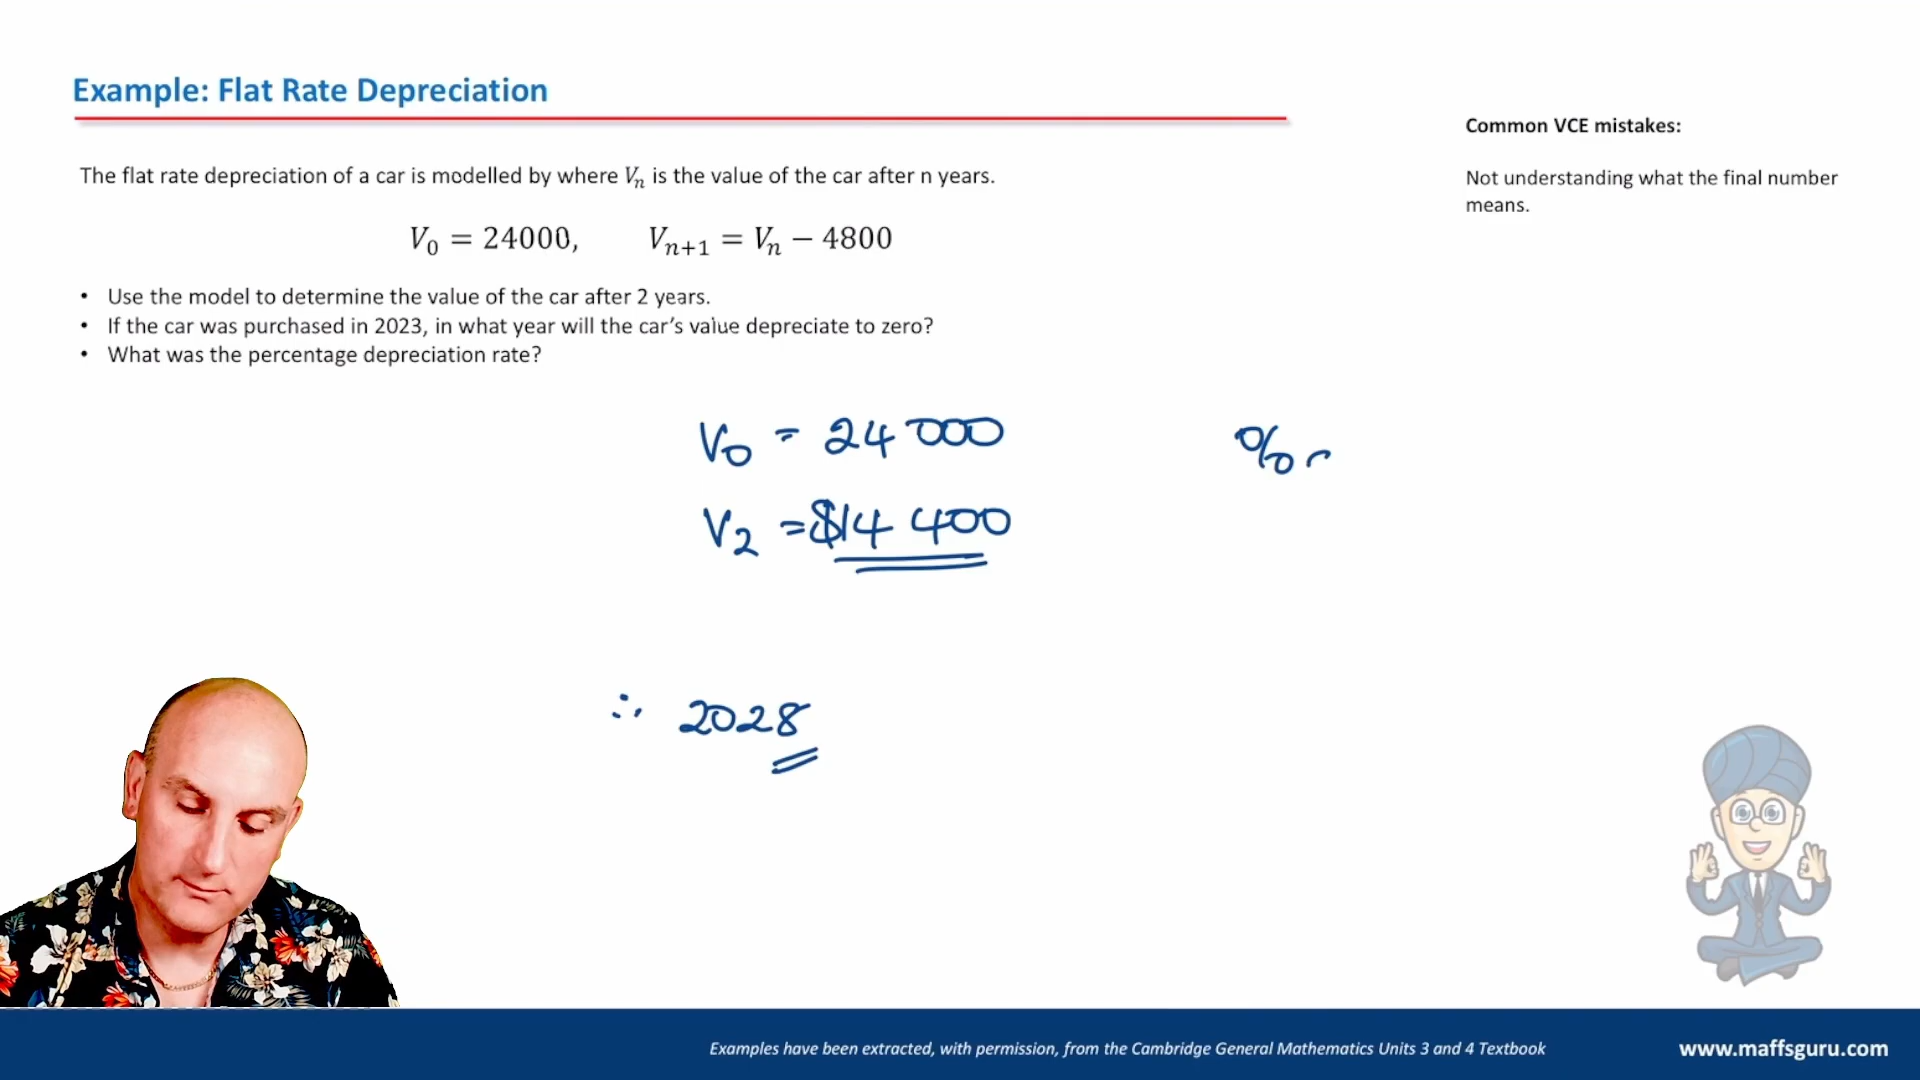 Example: Flat Rate Depreciation
Common VCE mistakes:
Not understanding what the final number
means.
The flat rate depreciation of a car is modelled by where Vₙ is the value of the car after n years.
V₀ = 24000, Vₙ₊₁ = Vₙ − 4800
• Use the model to determine the value of the car after 2 years.
• If the car was purchased in 2023, in what year will the car's value depreciate to zero?
• What was the percentage depreciation rate?
V₀ = 24 000
%
V₂ = $14 400
∴ 2028
Examples have been extracted, with permission, from the Cambridge General Mathematics Units 3 and 4 Textbook
www.maffsguru.com